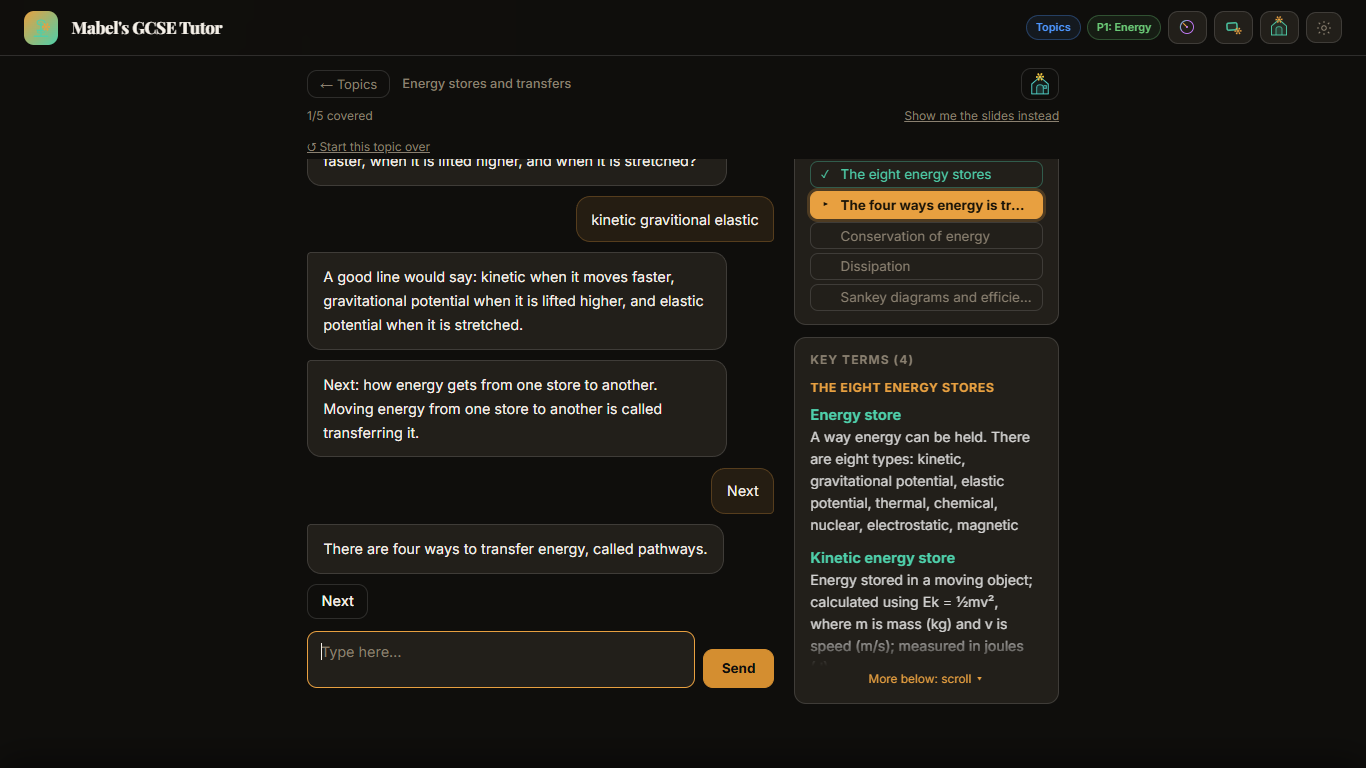 Mabel's GCSE Tutor
Topics
P1: Energy
← Topics
Energy stores and transfers
1/5 covered
Show me the slides instead
↺ Start this topic over
faster, when it is lifted higher, and when it is stretched?
kinetic gravitional elastic
A good line would say: kinetic when it moves faster,
gravitational potential when it is lifted higher, and elastic
potential when it is stretched.
Next: how energy gets from one store to another.
Moving energy from one store to another is called
transferring it.
Next
There are four ways to transfer energy, called pathways.
Next
Type here...
Send
✓ The eight energy stores
▸ The four ways energy is tr...
Conservation of energy
Dissipation
Sankey diagrams and efficie...
KEY TERMS (4)
THE EIGHT ENERGY STORES
Energy store
A way energy can be held. There
are eight types: kinetic,
gravitational potential, elastic
potential, thermal, chemical,
nuclear, electrostatic, magnetic
Kinetic energy store
Energy stored in a moving object;
calculated using Ek = ½mv²,
where m is mass (kg) and v is
speed (m/s); measured in joules
More below: scroll ▾